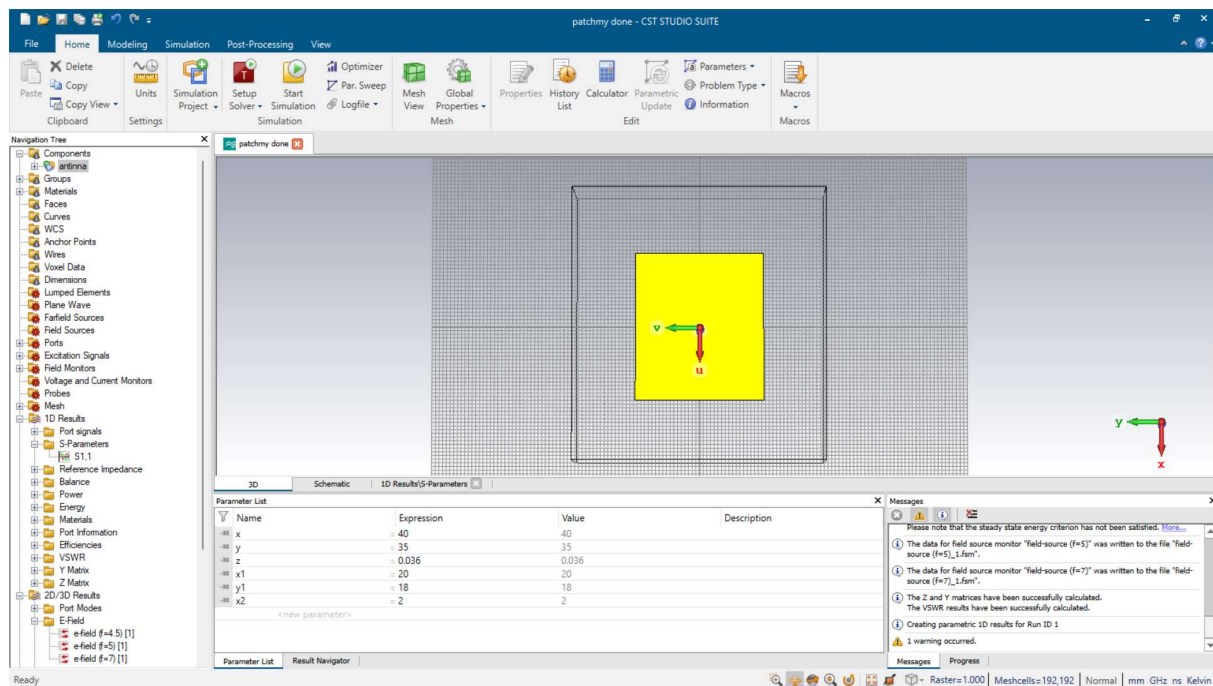 patchmy done - CST STUDIO SUITE
File Home Modeling Simulation Post-Processing View
Paste
Delete
Copy
Copy View
Clipboard
Units
Settings
Simulation Project
Setup Solver
Start Simulation
Optimizer
Par. Sweep
Logfile
Simulation
Mesh View
Global Properties
Mesh
Properties
History List
Calculator
Parametric Update
Parameters
Problem Type
Information
Edit
Macros
Macros
Navigation Tree
Components
antinna
Groups
Materials
Faces
Curves
WCS
Anchor Points
Wires
Voxel Data
Dimensions
Lumped Elements
Plane Wave
Farfield Sources
Field Sources
Ports
Excitation Signals
Field Monitors
Voltage and Current Monitors
Probes
Mesh
1D Results
Port signals
S-Parameters
S1,1
Reference Impedance
Balance
Power
Energy
Materials
Port Information
Efficiencies
VSWR
Y Matrix
Z Matrix
2D/3D Results
Port Modes
E-Field
e-field (f=4.5) [1]
e-field (f=5) [1]
e-field (f=7) [1]
patchmy done
v
u
y
x
3D Schematic 1D Results\S-Parameters
Parameter List
Name Expression Value Description
x = 40 40
y = 35 35
z = 0.036 0.036
x1 = 20 20
y1 = 18 18
x2 = 2 2
<new parameter>
Parameter List Result Navigator
Messages
Please note that the steady state energy criterion has not been satisfied. More...
The data for field source monitor "field-source (f=5)" was written to the file "field-
source (f=5)_1.fsm".
The data for field source monitor "field-source (f=7)" was written to the file "field-
source (f=7)_1.fsm".
The Z and Y matrices have been successfully calculated.
The VSWR results have been successfully calculated.
Creating parametric 1D results for Run ID 1
1 warning occurred.
Messages Progress
Ready
Raster=1.000 Meshcells=192,192 Normal mm GHz ns Kelvin